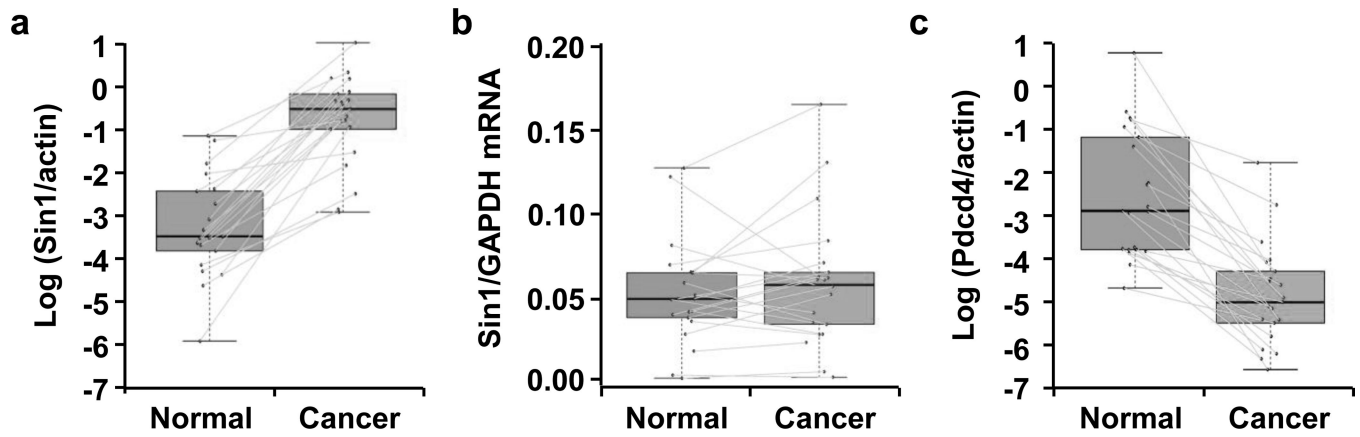 a
Log (Sin1/actin)
1
0
-1
-2
-3
-4
-5
-6
-7
Normal Cancer
b
Sin1/GAPDH mRNA
0.20
0.15
0.10
0.05
0.00
Normal Cancer
c
Log (Pdcd4/actin)
1
0
-1
-2
-3
-4
-5
-6
-7
Normal Cancer